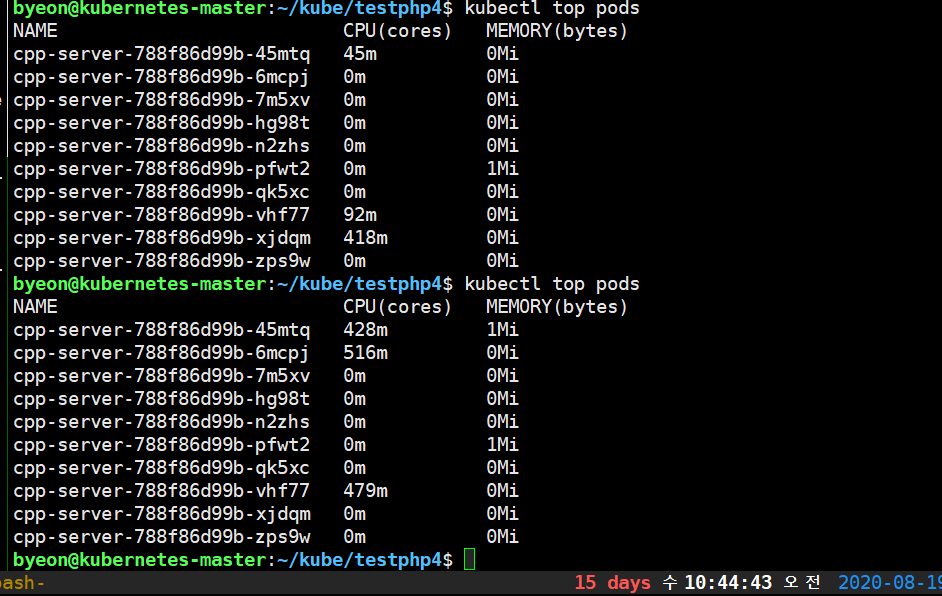 byeon@kubernetes-master:~/kube/testphp4$ kubectl top pods
NAME CPU(cores) MEMORY(bytes)
cpp-server-788f86d99b-45mtq 45m 0Mi
cpp-server-788f86d99b-6mcpj 0m 0Mi
cpp-server-788f86d99b-7m5xv 0m 0Mi
cpp-server-788f86d99b-hg98t 0m 0Mi
cpp-server-788f86d99b-n2zhs 0m 0Mi
cpp-server-788f86d99b-pfwt2 0m 1Mi
cpp-server-788f86d99b-qk5xc 0m 0Mi
cpp-server-788f86d99b-vhf77 92m 0Mi
cpp-server-788f86d99b-xjdqm 418m 0Mi
cpp-server-788f86d99b-zps9w 0m 0Mi
byeon@kubernetes-master:~/kube/testphp4$ kubectl top pods
NAME CPU(cores) MEMORY(bytes)
cpp-server-788f86d99b-45mtq 428m 1Mi
cpp-server-788f86d99b-6mcpj 516m 0Mi
cpp-server-788f86d99b-7m5xv 0m 0Mi
cpp-server-788f86d99b-hg98t 0m 0Mi
cpp-server-788f86d99b-n2zhs 0m 0Mi
cpp-server-788f86d99b-pfwt2 0m 1Mi
cpp-server-788f86d99b-qk5xc 0m 0Mi
cpp-server-788f86d99b-vhf77 479m 0Mi
cpp-server-788f86d99b-xjdqm 0m 0Mi
cpp-server-788f86d99b-zps9w 0m 0Mi
byeon@kubernetes-master:~/kube/testphp4$
ash- 15 days 수 10:44:43 오전 2020-08-19